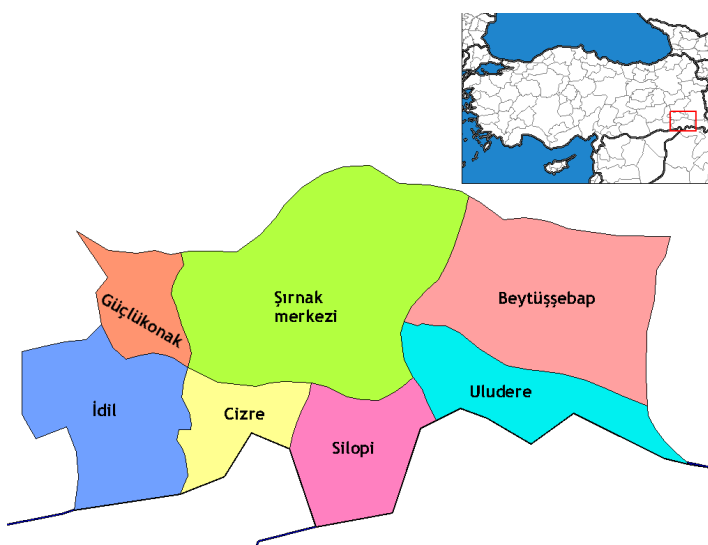 Güçlükonak
Şırnak
merkezi
Beytüşşebap
İdil
Cizre
Silopi
Uludere